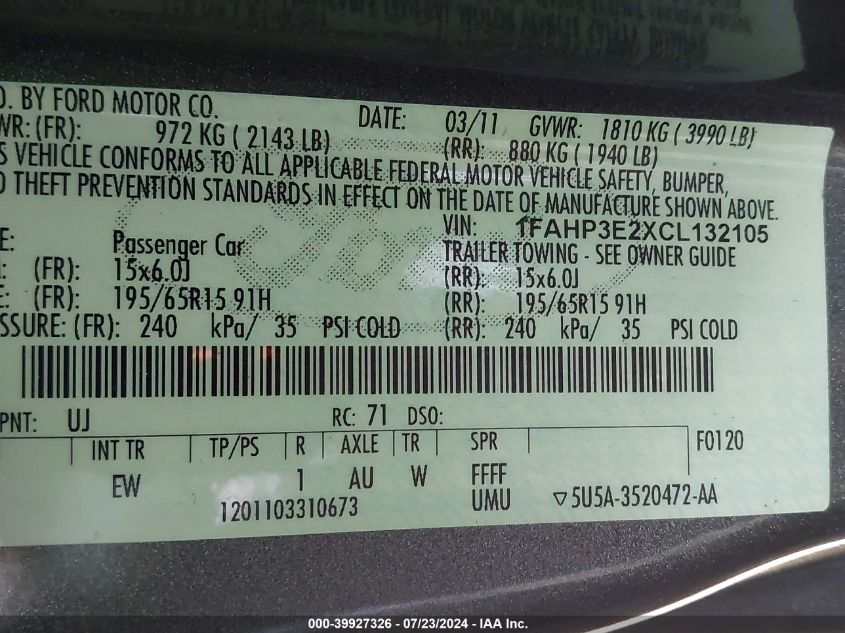 BY FORD MOTOR CO. DATE: 03/11 GVWR: 1810 KG ( 3990 LB)
(FR): 972 KG ( 2143 LB) (RR): 880 KG ( 1940 LB)
VEHICLE CONFORMS TO ALL APPLICABLE FEDERAL MOTOR VEHICLE SAFETY, BUMPER,
THEFT PREVENTION STANDARDS IN EFFECT ON THE DATE OF MANUFACTURE SHOWN ABOVE.
VIN: 1FAHP3E2XCL132105
Passenger Car TRAILER TOWING - SEE OWNER GUIDE
(FR): 15x6.0J (RR): 15x6.0J
(FR): 195/65R15 91H (RR): 195/65R15 91H
SSURE: (FR): 240 kPa/ 35 PSI COLD (RR): 240 kPa/ 35 PSI COLD
PNT: UJ RC: 71 DSO:
INT TR TP/PS R AXLE TR SPR F0120
EW 1 AU W FFFF
1201103310673 UMU ▽5U5A-3520472-AA
000-39927326 / 07/23/2024 - IAA Inc.